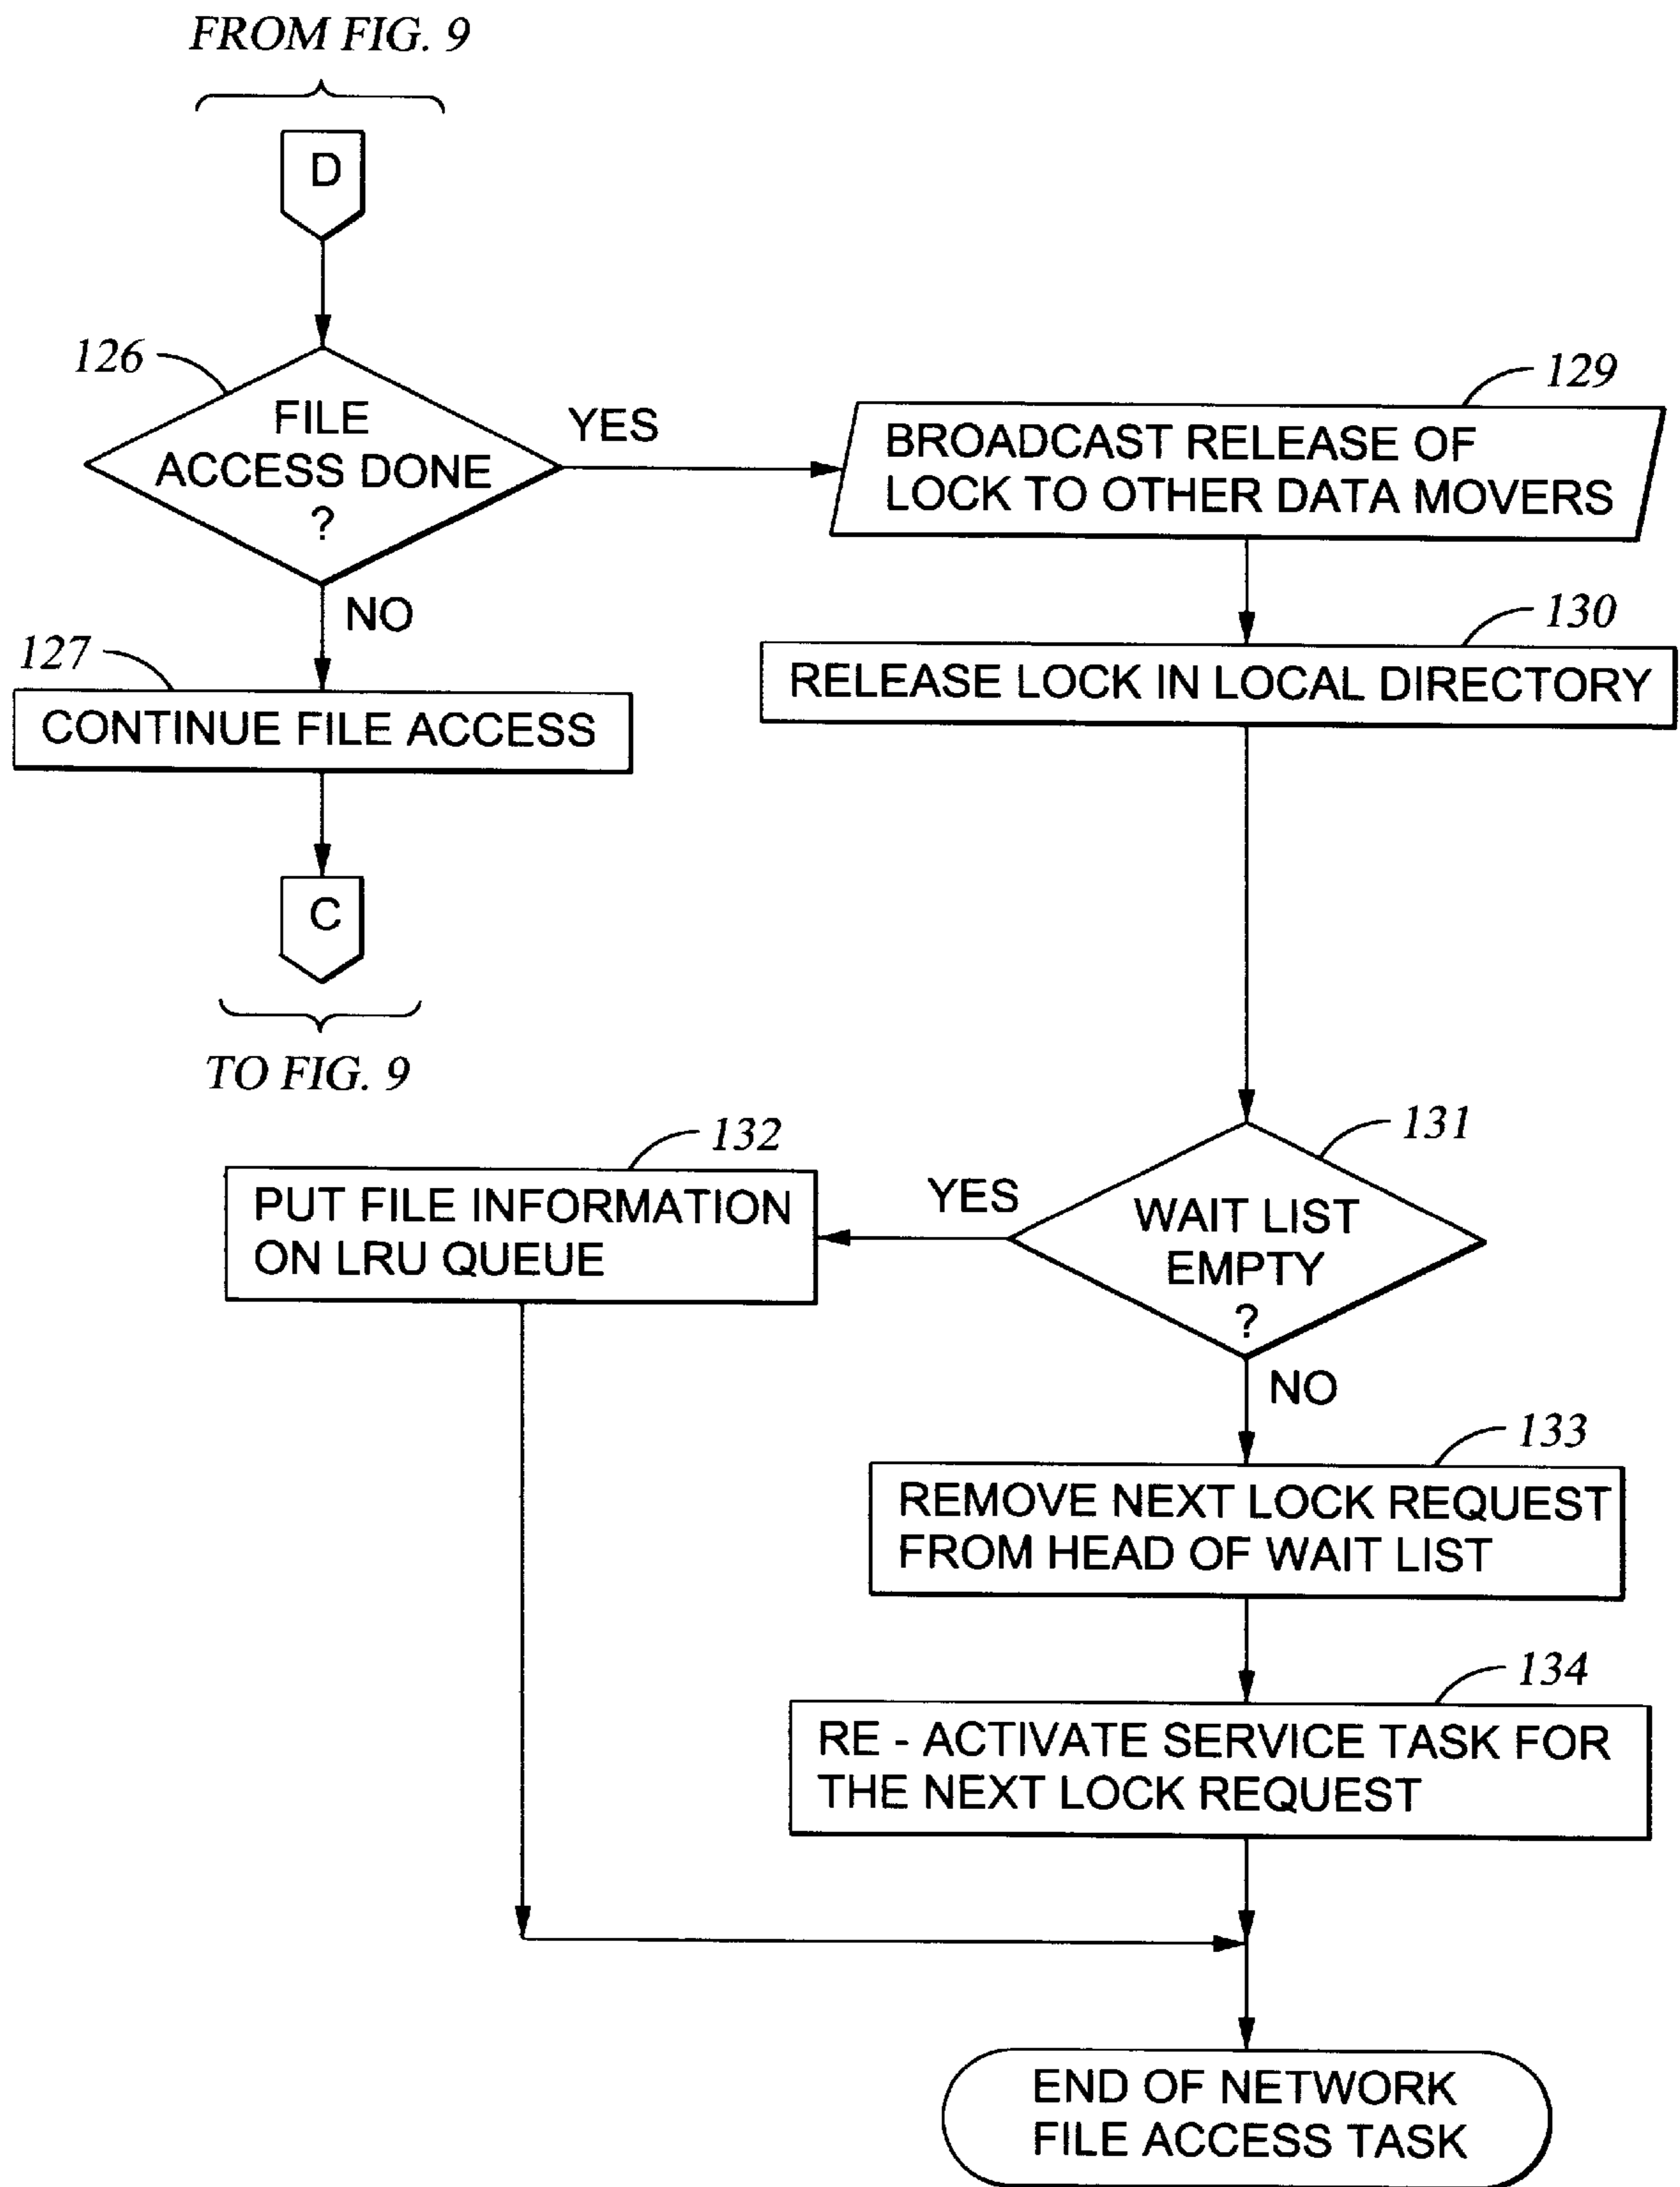 FROM FIG. 9
D
126
FILE
ACCESS DONE
?
YES
NO
127
CONTINUE FILE ACCESS
C
TO FIG. 9
129
BROADCAST RELEASE OF
LOCK TO OTHER DATA MOVERS
130
RELEASE LOCK IN LOCAL DIRECTORY
131
WAIT LIST
EMPTY
?
YES
132
PUT FILE INFORMATION
ON LRU QUEUE
NO
133
REMOVE NEXT LOCK REQUEST
FROM HEAD OF WAIT LIST
134
RE - ACTIVATE SERVICE TASK FOR
THE NEXT LOCK REQUEST
END OF NETWORK
FILE ACCESS TASK